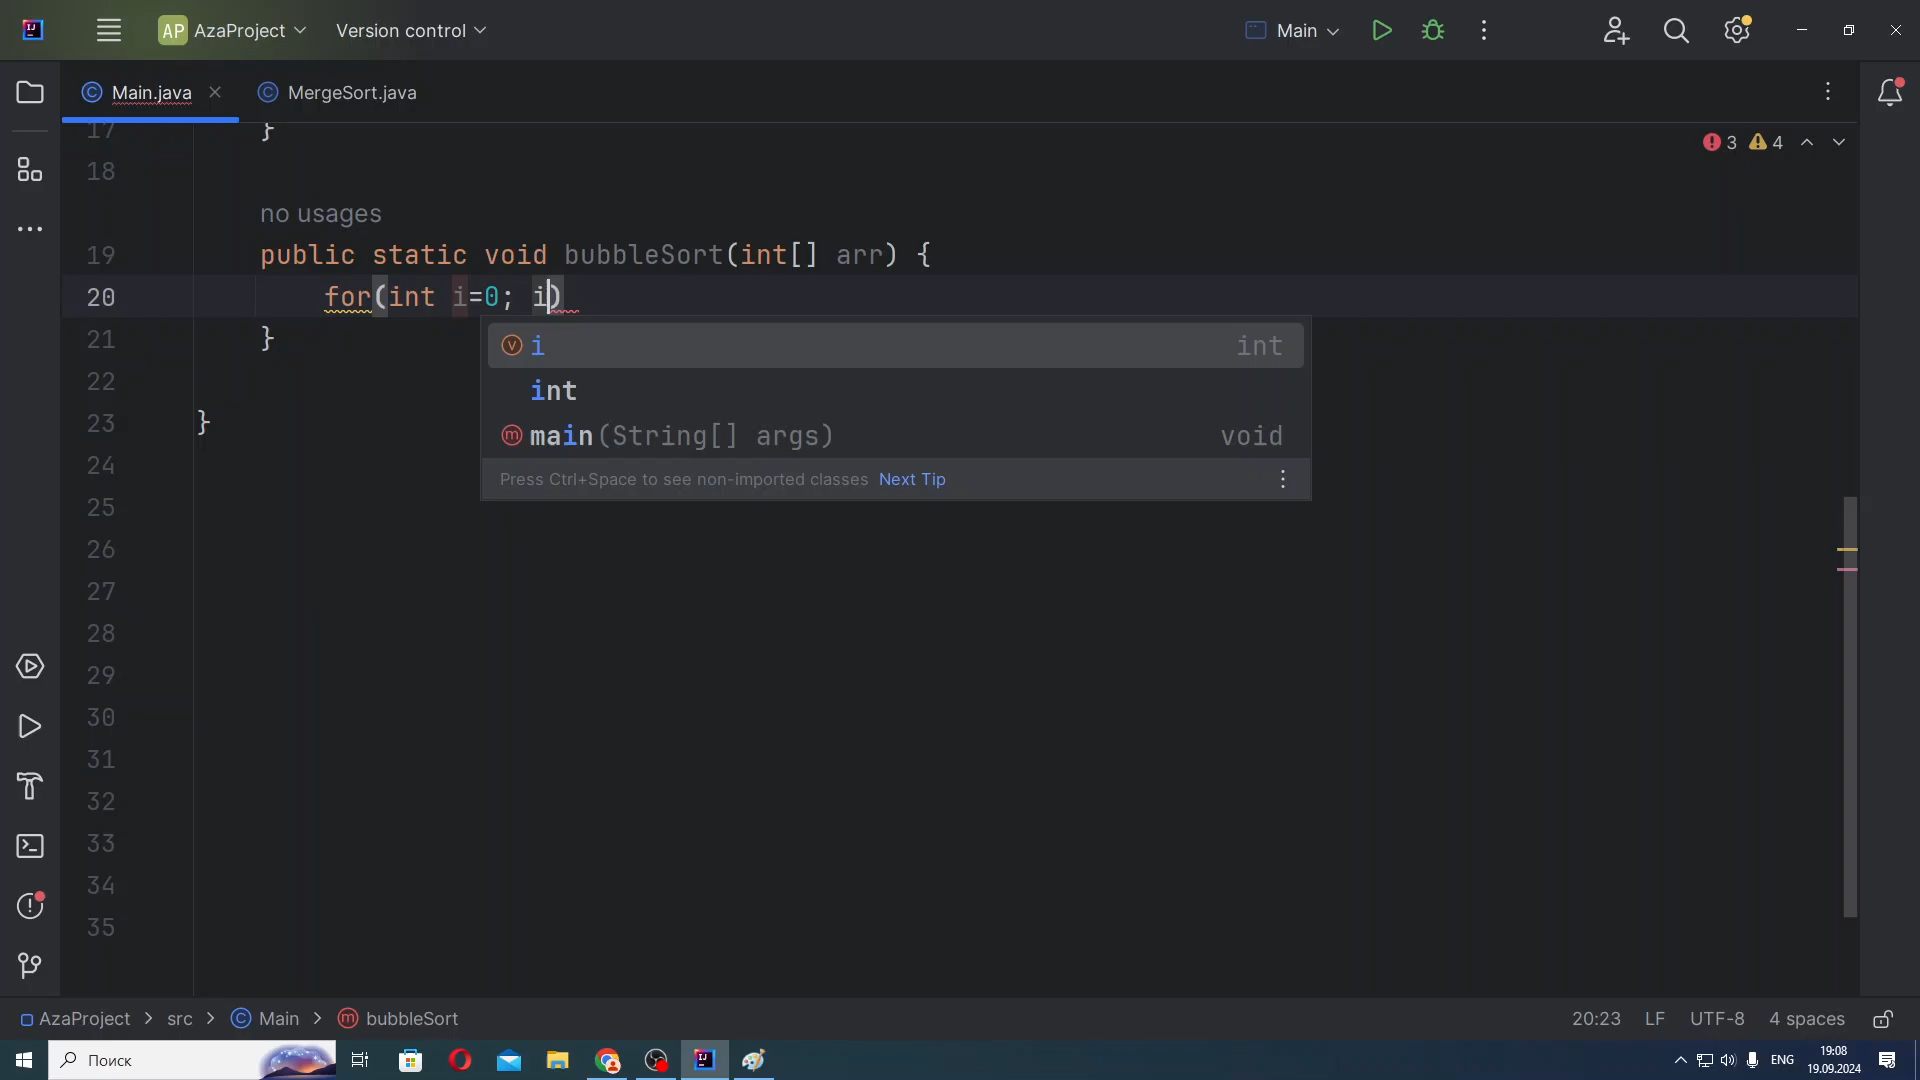 AP AzaProject Version control Main
Main.java MergeSort.java
17 }
3 4
18
no usages
19 public static void bubbleSort(int[] arr) {
20 for(int i=0; i)
21 }
i int
22
int
23 }
main(String[] args) void
24
Press Ctrl+Space to see non-imported classes Next Tip
25
26
27
28
29
30
31
32
33
34
35
AzaProject > src > Main > bubbleSort 20:23 LF UTF-8 4 spaces
Поиск ENG 19:08
19.09.2024